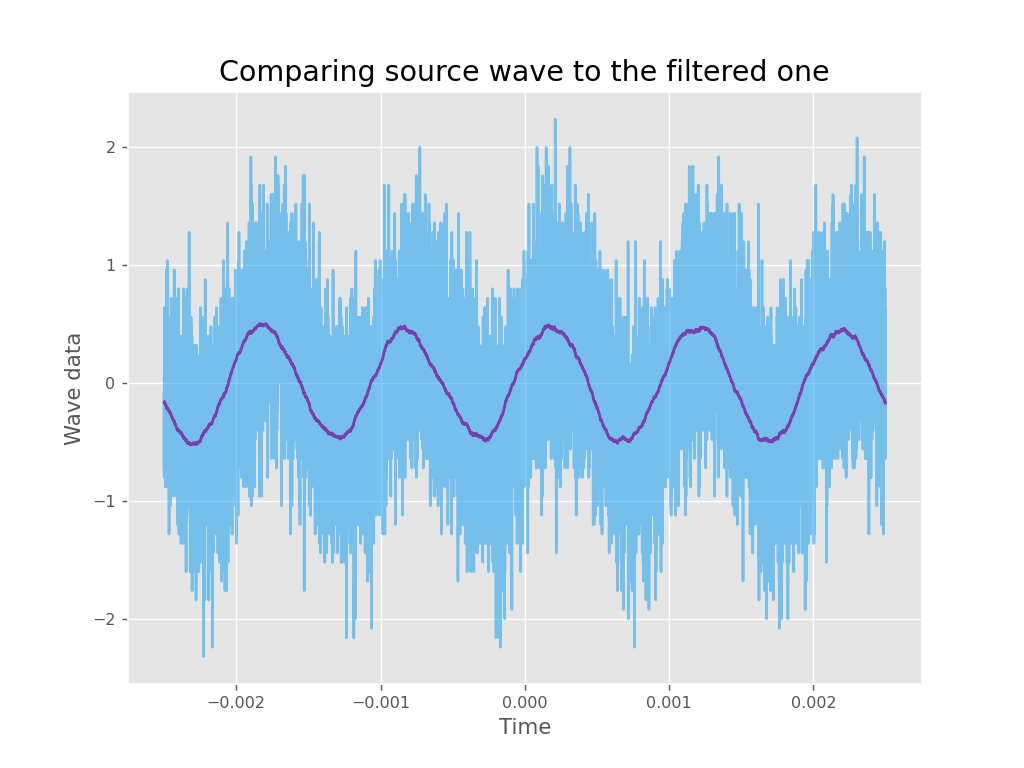 Comparing source wave to the filtered one
Wave data
2
1
0
−1
−2
−0.002 −0.001 0.000 0.001 0.002
Time